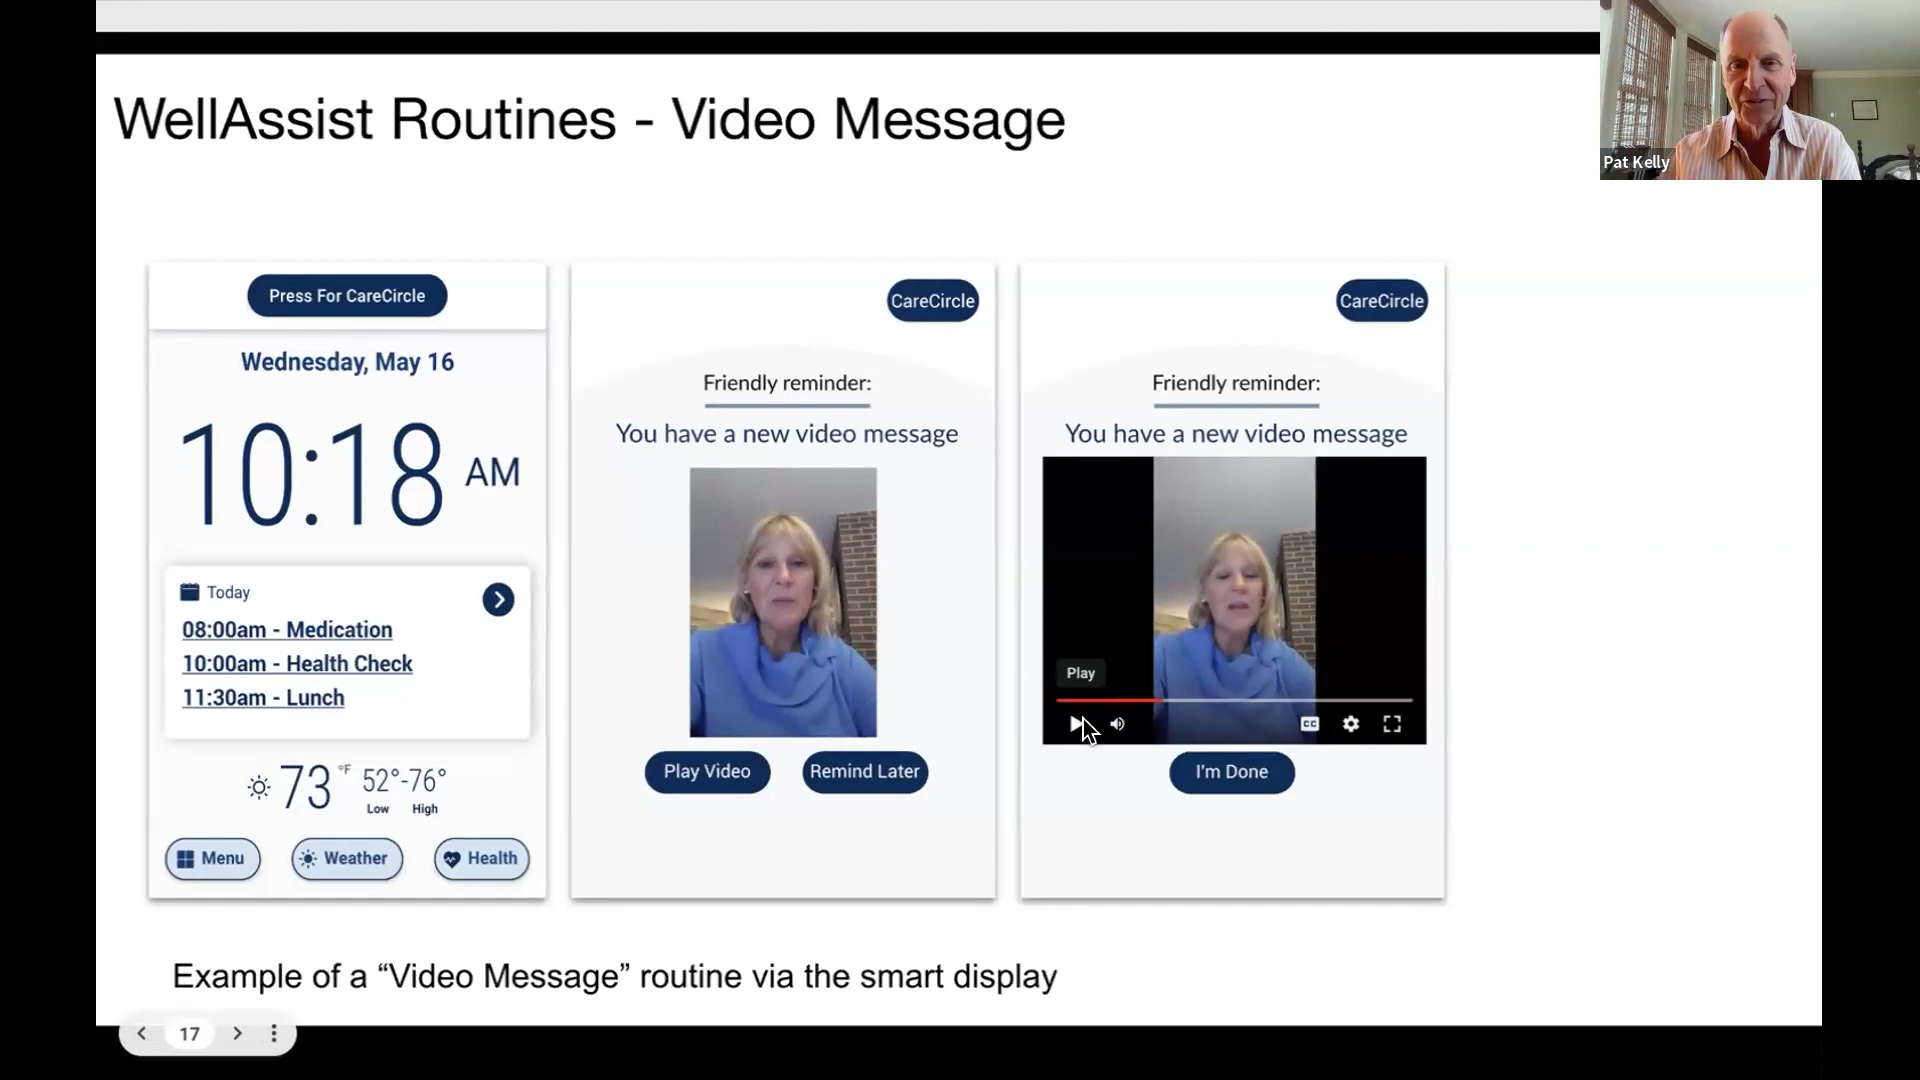 WellAssist Routines - Video Message
Pat Kelly
Press For CareCircle
Wednesday, May 16
10:18 AM
Today
08:00am - Medication
10:00am - Health Check
11:30am - Lunch
73 °F 52°-76°
Low High
Menu Weather Health
CareCircle
Friendly reminder:
You have a new video message
Play Video Remind Later
CareCircle
Friendly reminder:
You have a new video message
Play
CC
I'm Done
Example of a “Video Message” routine via the smart display
17